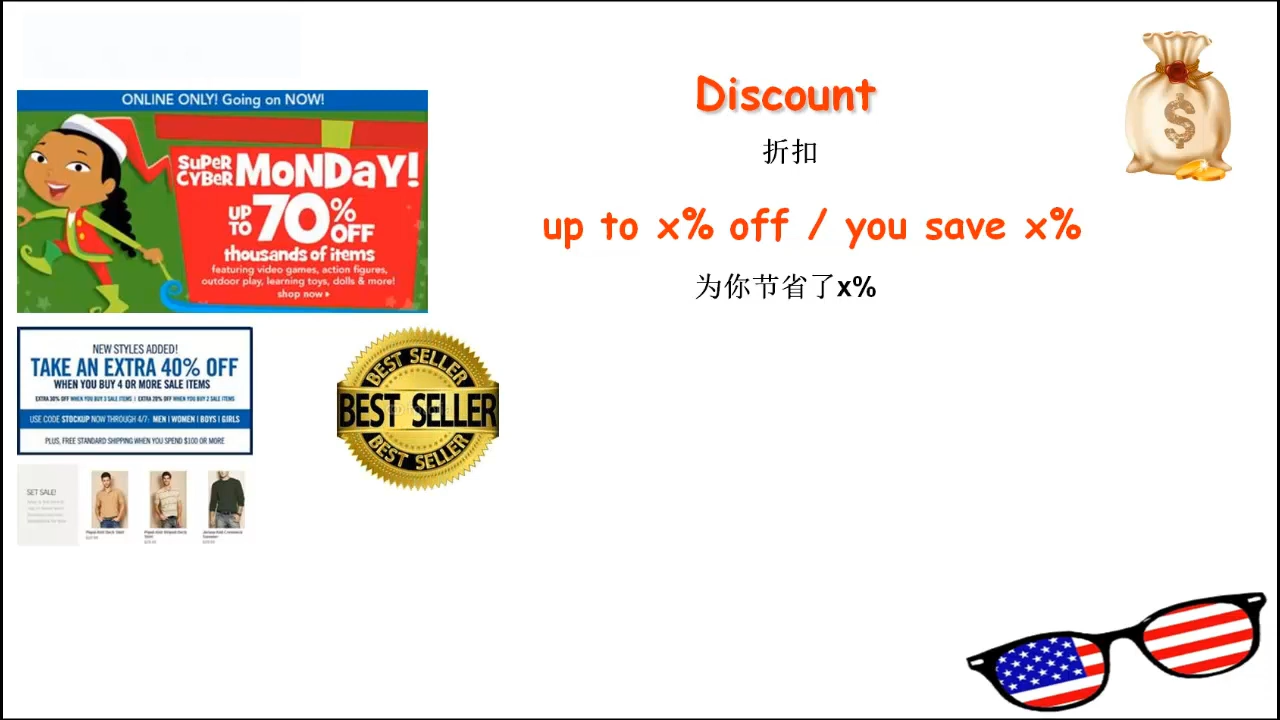 Discount
折扣
up to x% off / you save x%
为你节省了x%
$
ONLINE ONLY! Going on NOW!
SUPER CYBER MONDAY!
UP TO 70% OFF
thousands of items
featuring video games, action figures,
outdoor play, learning toys, dolls & more!
shop now
NEW STYLES ADDED!
TAKE AN EXTRA 40% OFF
WHEN YOU BUY 4 OR MORE SALE ITEMS
EXTRA 30% OFF WHEN YOU BUY 3 SALE ITEMS | EXTRA 20% OFF WHEN YOU BUY 2 SALE ITEMS
USE CODE STOCKUP NOW THROUGH 4/7: MEN | WOMEN | BOYS | GIRLS
PLUS, FREE STANDARD SHIPPING WHEN YOU SPEND $100 OR MORE
BEST SELLER
BEST SELLER
BEST SELLER
SET SALE!